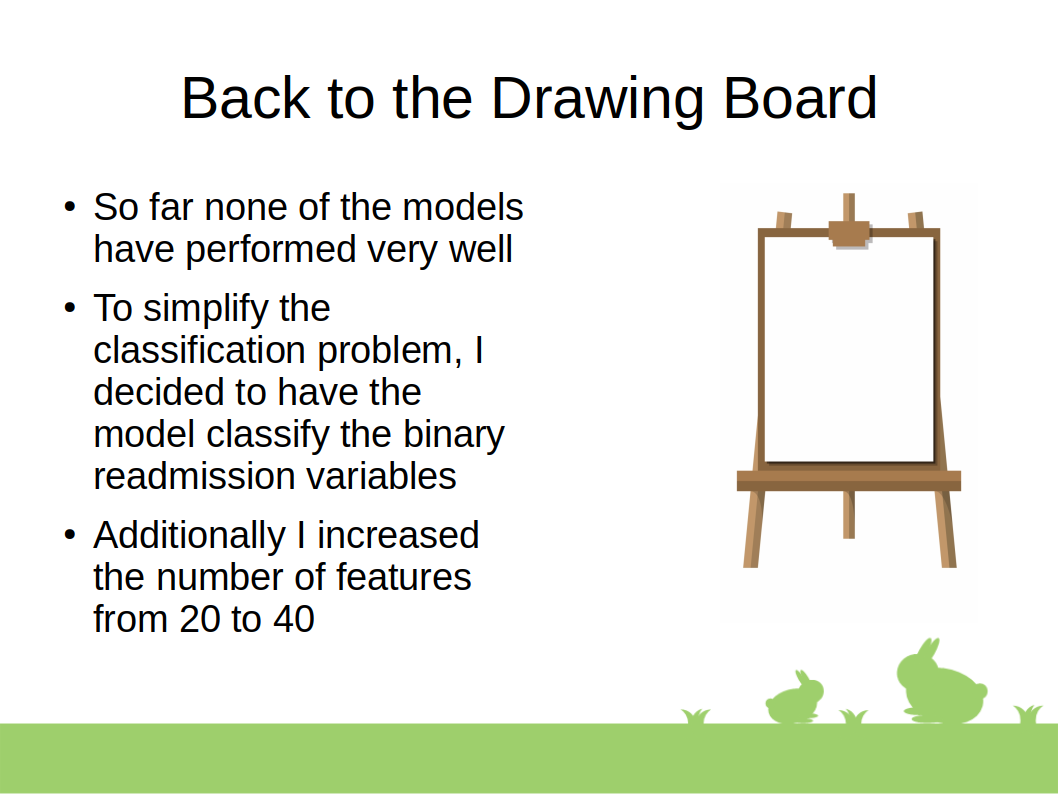 Back to the Drawing Board
• So far none of the models
have performed very well
• To simplify the
classification problem, I
decided to have the
model classify the binary
readmission variables
• Additionally I increased
the number of features
from 20 to 40